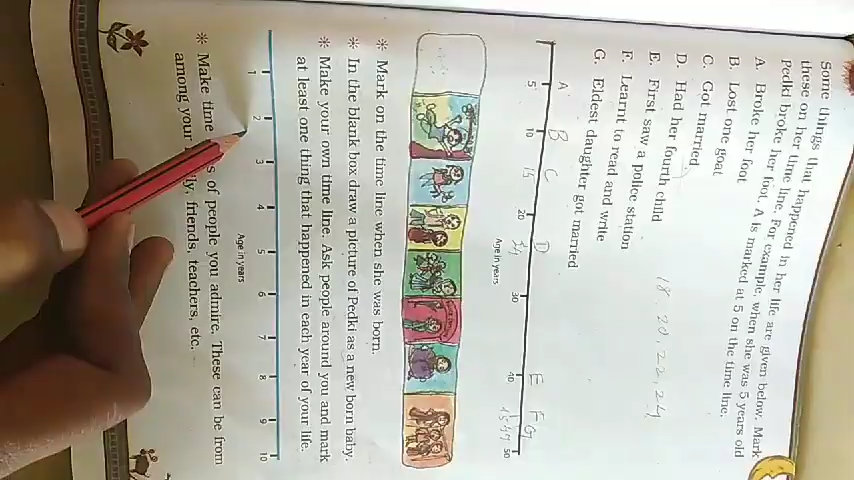 Some things that happened in her life are given below. Mark
these on her time line. For example, when she was 5 years old
Pedki broke her foot. A is marked at 5 on the time line.
A. Broke her foot
B. Lost one goat
C. Got married
D. Had her fourth child
E. First saw a police station
F. Learnt to read and write
G. Eldest daughter got married
18, 20, 22, 24
A B C D E F G
5 10 15 20 24 30 40 45 47 50
Age in years
* Mark on the time line when she was born.
* In the blank box draw a picture of Pedki as a new born baby.
* Make your own time line. Ask people around you and mark
at least one thing that happened in each year of your life.
1 2 3 4 5 6 7 8 9 10
Age in years
* Make time of people you admire. These can be from
among your friends, teachers, etc.